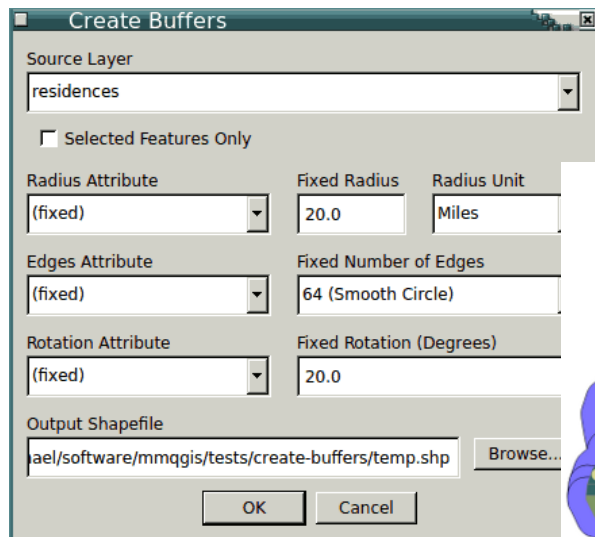 Create Buffers
Source Layer
residences
Selected Features Only
Radius Attribute Fixed Radius Radius Unit
(fixed) 20.0 Miles
Edges Attribute Fixed Number of Edges
(fixed) 64 (Smooth Circle)
Rotation Attribute Fixed Rotation (Degrees)
(fixed) 20.0
Output Shapefile
ael/software/mmqgis/tests/create-buffers/temp.shp Browse...
OK Cancel